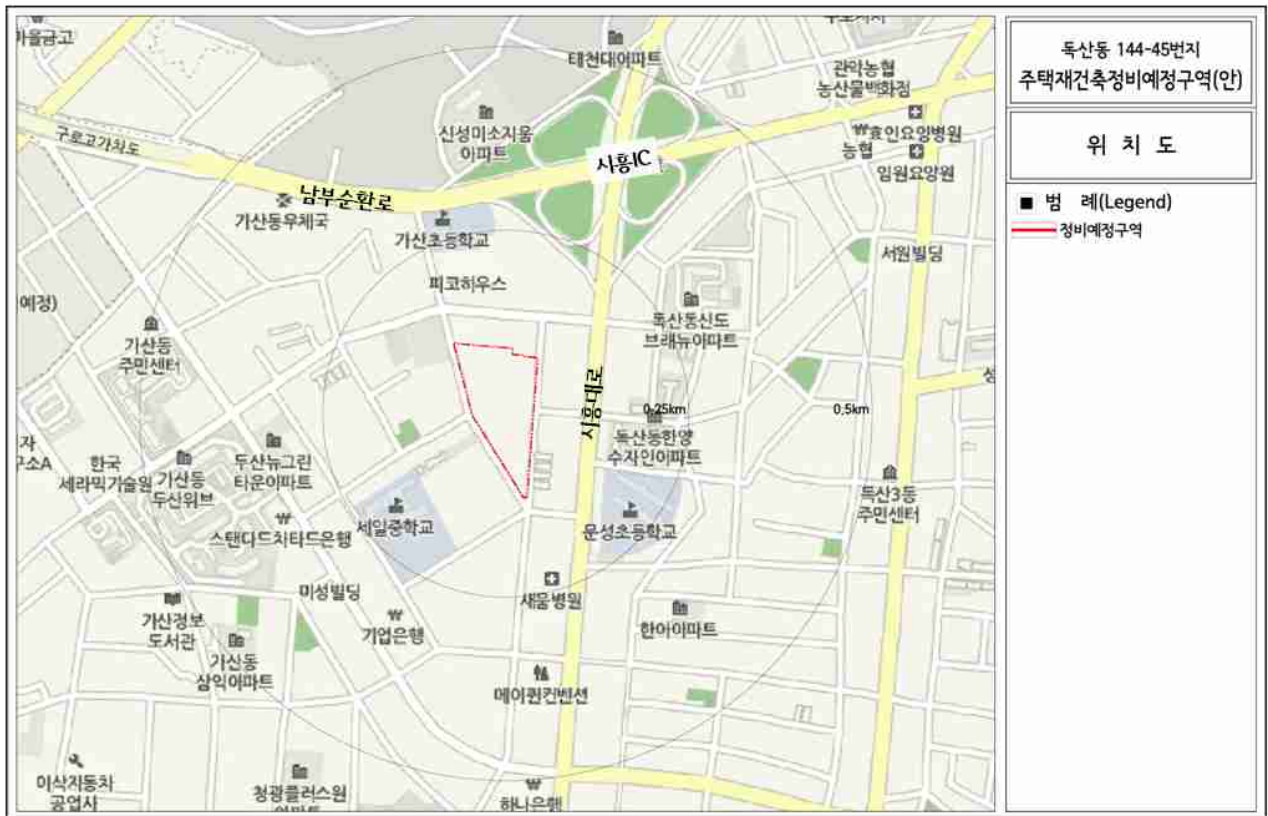 마을금고
태천대아파트
관악농협
농산물백화점
효인요양병원
농협
임원요양원
신성미소지움
아파트
구로고가차도
시흥IC
남부순환로
가산동우체국
가산초등학교
서원빌딩
피코하우스
예정)
독산동신도
브래뉴아파트
가산동
주민센터
시흥대로
0.25km
0.5km
독산동한양
수자인아파트
한국
세라믹기술원
가산동
두산위브
두산뉴그린
타운아파트
세일중학교
문성초등학교
독산3동
주민센터
스탠다드차타드은행
미성빌딩
새움병원
가산정보
도서관
기업은행
한아아파트
가산동
삼익아파트
메이퀸컨벤션
이삭자동차
공업사
청광플러스원
아파트
하나은행
독산동 144-45번지
주택재건축정비예정구역(안)
위 치 도
■ 범 례(Legend)
정비예정구역